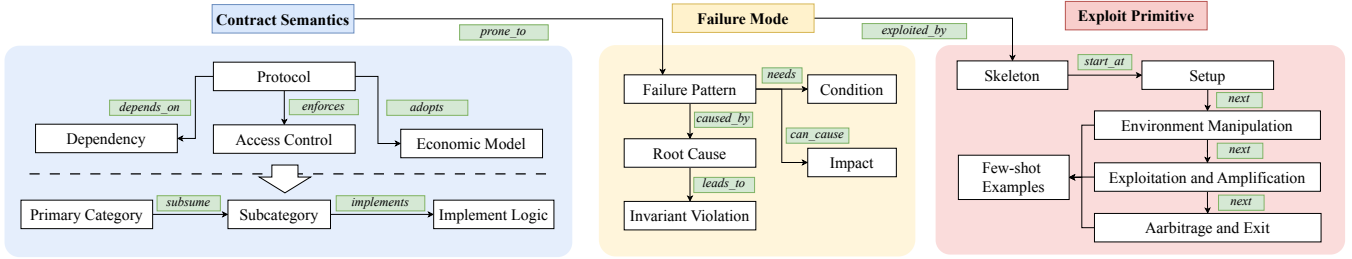 Contract Semantics
prone_to
Failure Mode
exploited_by
Exploit Primitive
Protocol
depends_on
enforces
adopts
Dependency
Access Control
Economic Model
Primary Category
subsume
Subcategory
implements
Implement Logic
Failure Pattern
needs
Condition
caused_by
can_cause
Root Cause
Impact
leads_to
Invariant Violation
Skeleton
start_at
Setup
next
Environment Manipulation
next
Few-shot
Examples
Exploitation and Amplification
next
Aarbitrage and Exit